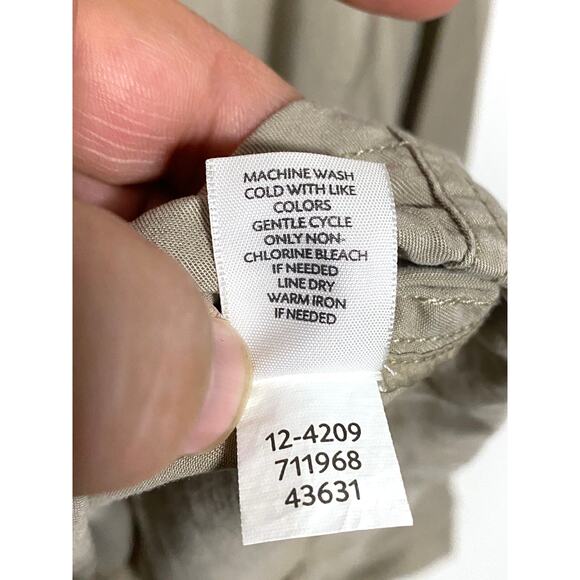 MACHINE WASH
COLD WITH LIKE
COLORS
GENTLE CYCLE
ONLY NON-
CHLORINE BLEACH
IF NEEDED
LINE DRY
WARM IRON
IF NEEDED
12-4209
711968
43631